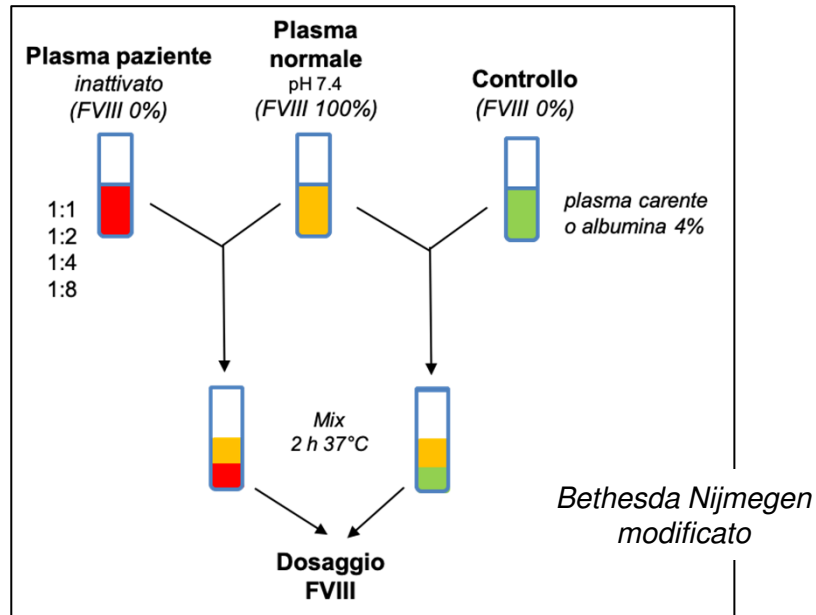 Plasma paziente
inattivato
(FVIII 0%)
Plasma
normale
pH 7.4
(FVIII 100%)
Controllo
(FVIII 0%)
1:1
1:2
1:4
1:8
plasma carente
o albumina 4%
Mix
2 h 37°C
Bethesda Nijmegen
modificato
Dosaggio
FVIII